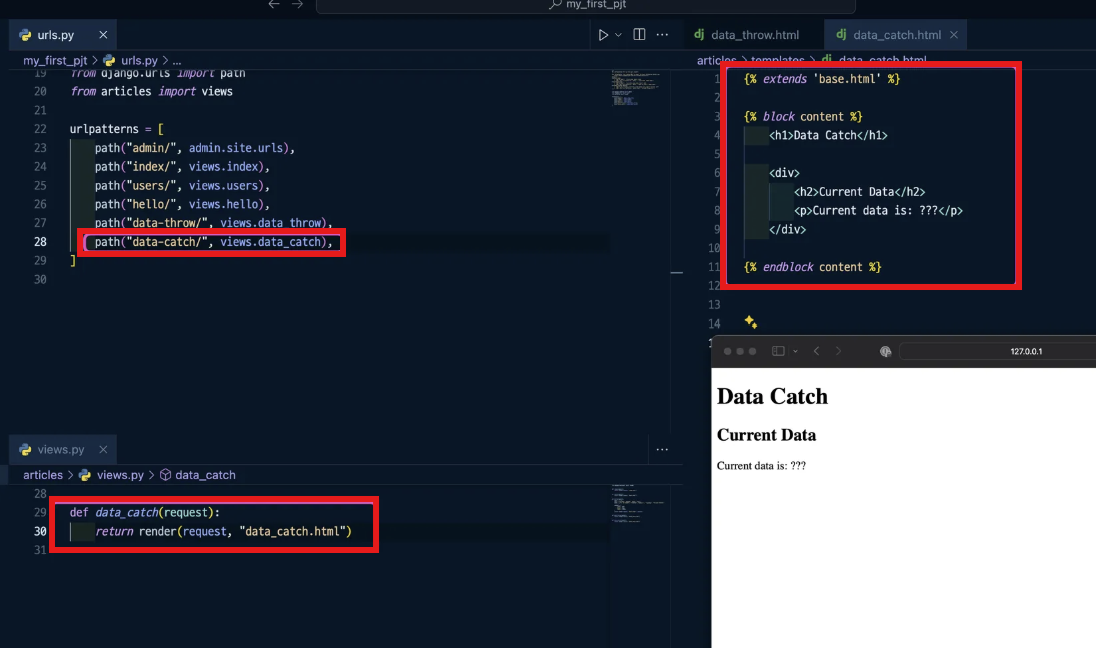 my_first_pjt
urls.py
my_first_pjt > urls.py > ...
19 from django.urls import path
20 from articles import views
21
22 urlpatterns = [
23 path("admin/", admin.site.urls),
24 path("index/", views.index),
25 path("users/", views.users),
26 path("hello/", views.hello),
27 path("data-throw/", views.data_throw),
28 path("data-catch/", views.data_catch),
29 ]
30
views.py
articles > views.py > data_catch
28
29 def data_catch(request):
30 return render(request, "data_catch.html")
31
dj data_throw.html
dj data_catch.html
articles > templates > dj data_catch.html
1 {% extends 'base.html' %}
2
3 {% block content %}
4 <h1>Data Catch</h1>
5
6 <div>
7 <h2>Current Data</h2>
8 <p>Current data is: ???</p>
9 </div>
10
11 {% endblock content %}
12
13
14
127.0.0.1
Data Catch
Current Data
Current data is: ???